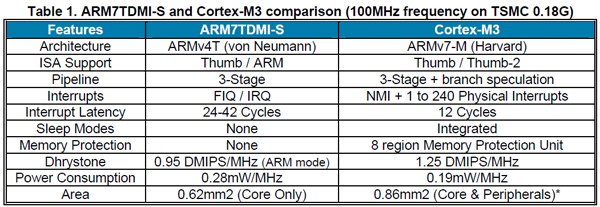 Table 1. ARM7TDMI-S and Cortex-M3 comparison (100MHz frequency on TSMC 0.18G)
Features ARM7TDMI-S Cortex-M3
Architecture ARMv4T (von Neumann) ARMv7-M (Harvard)
ISA Support Thumb / ARM Thumb / Thumb-2
Pipeline 3-Stage 3-Stage + branch speculation
Interrupts FIQ / IRQ NMI + 1 to 240 Physical Interrupts
Interrupt Latency 24-42 Cycles 12 Cycles
Sleep Modes None Integrated
Memory Protection None 8 region Memory Protection Unit
Dhrystone 0.95 DMIPS/MHz (ARM mode) 1.25 DMIPS/MHz
Power Consumption 0.28mW/MHz 0.19mW/MHz
Area 0.62mm2 (Core Only) 0.86mm2 (Core & Peripherals)*